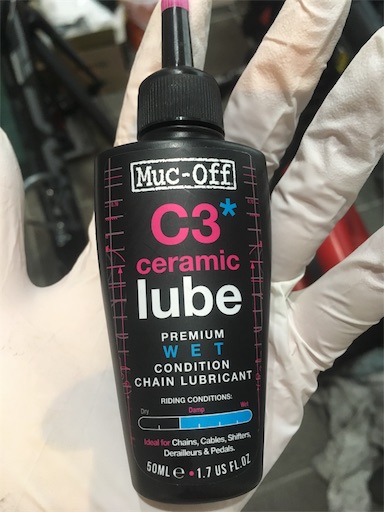 Muc-Off
C3*
ceramic
lube
PREMIUM
WET
CONDITION
CHAIN LUBRICANT
RIDING CONDITIONS:
Dry Damp Wet
Ideal for Chains, Cables, Shifters,
Derailleurs & Pedals.
50ML e • 1.7 US FL.OZ